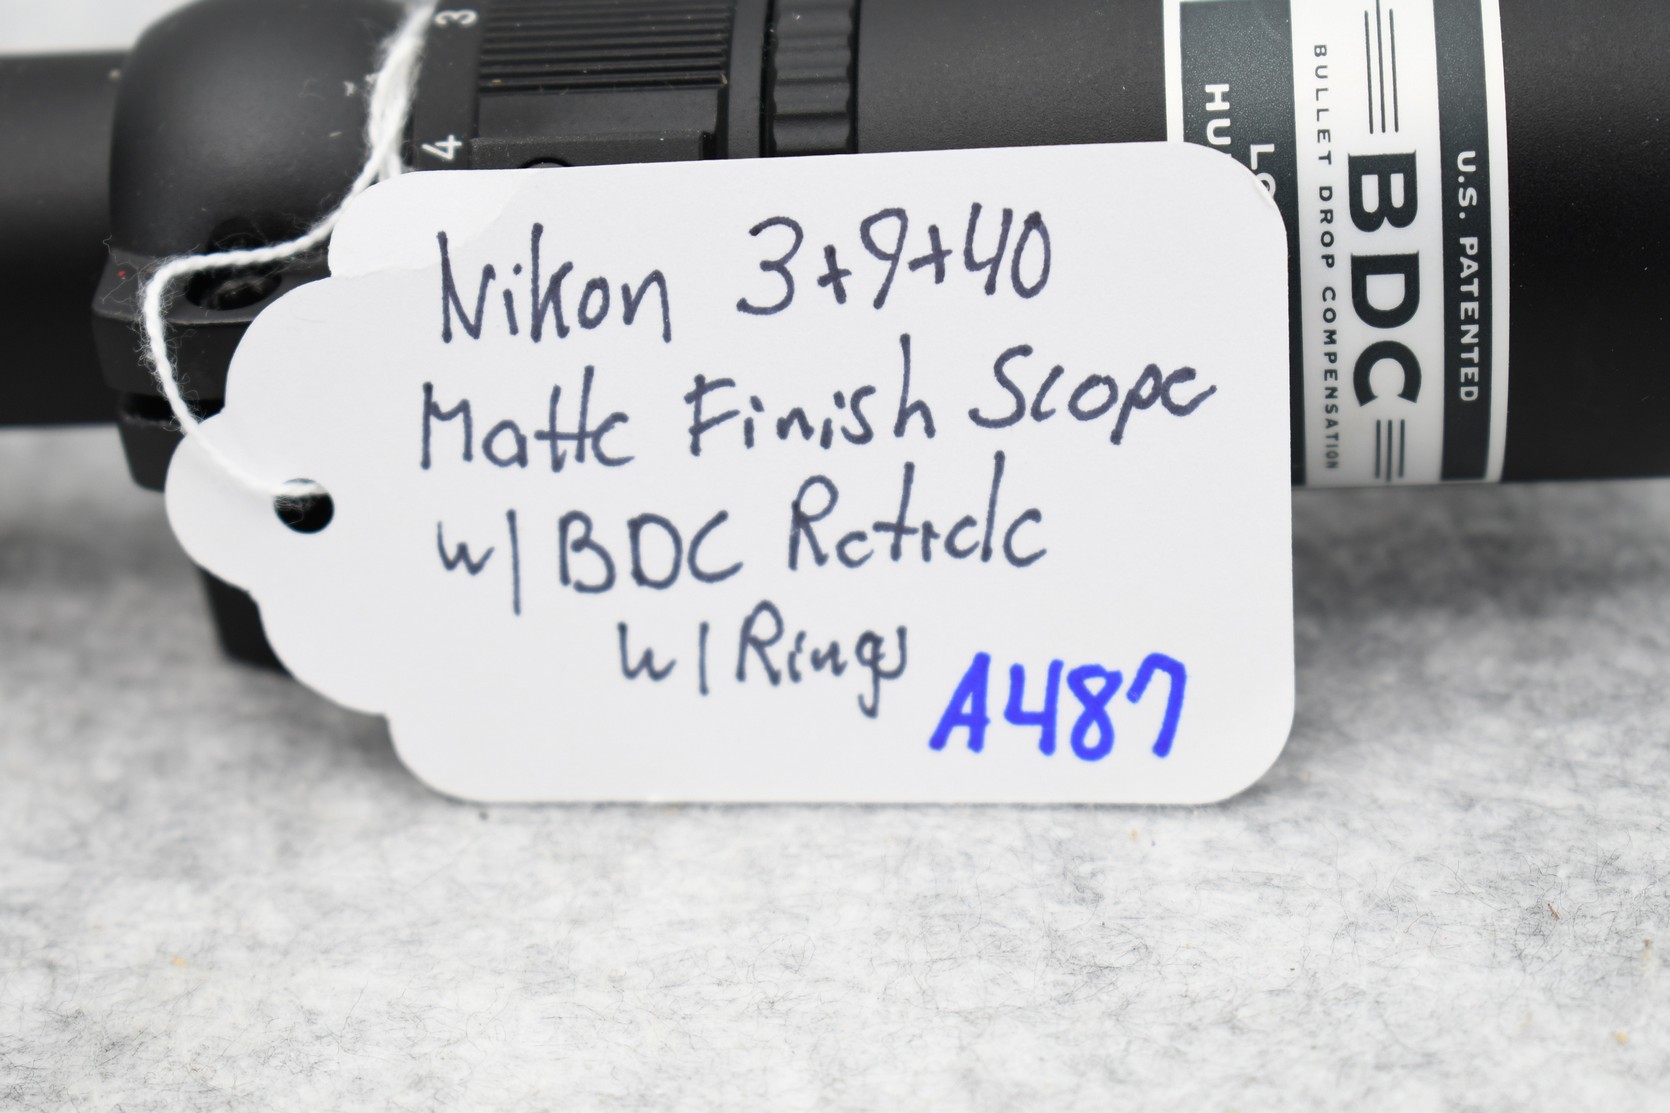 3
4
Nikon 3+9+40
Matte Finish Scope
w/ BDC Reticle
w/ Rings
A487
U.S. PATENTED
BDC
BULLET DROP COMPENSATION